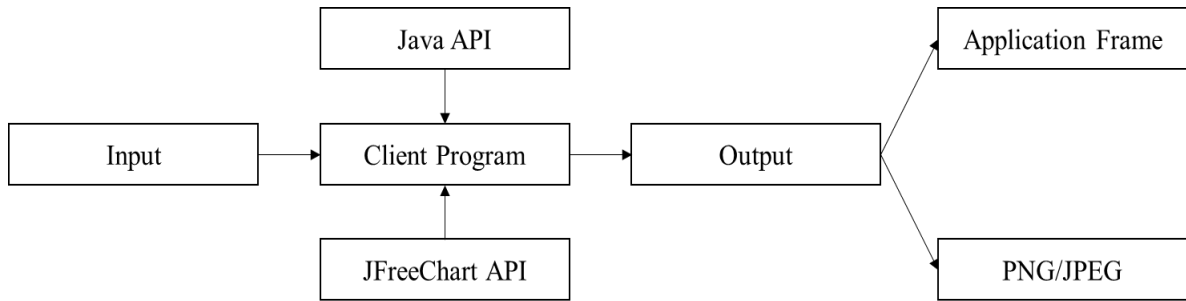 Java API
Application Frame
Input
Client Program
Output
JFreeChart API
PNG/JPEG